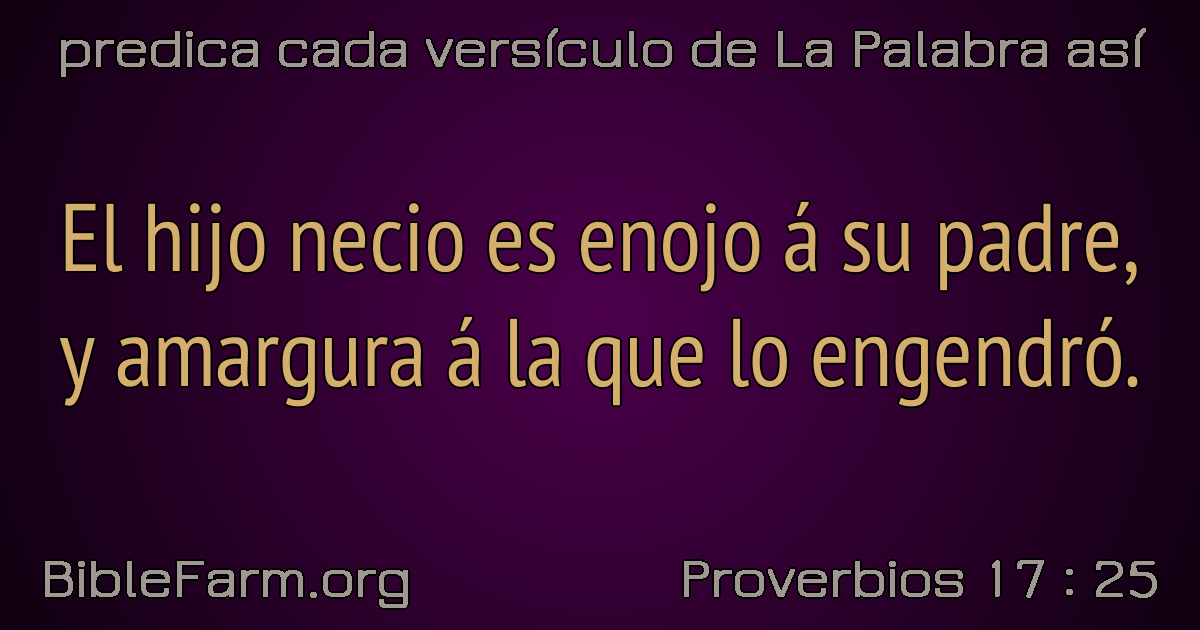 predica cada versículo de La Palabra así
El hijo necio es enojo á su padre,
y amargura á la que lo engendró.
BibleFarm.org
Proverbios 17 : 25